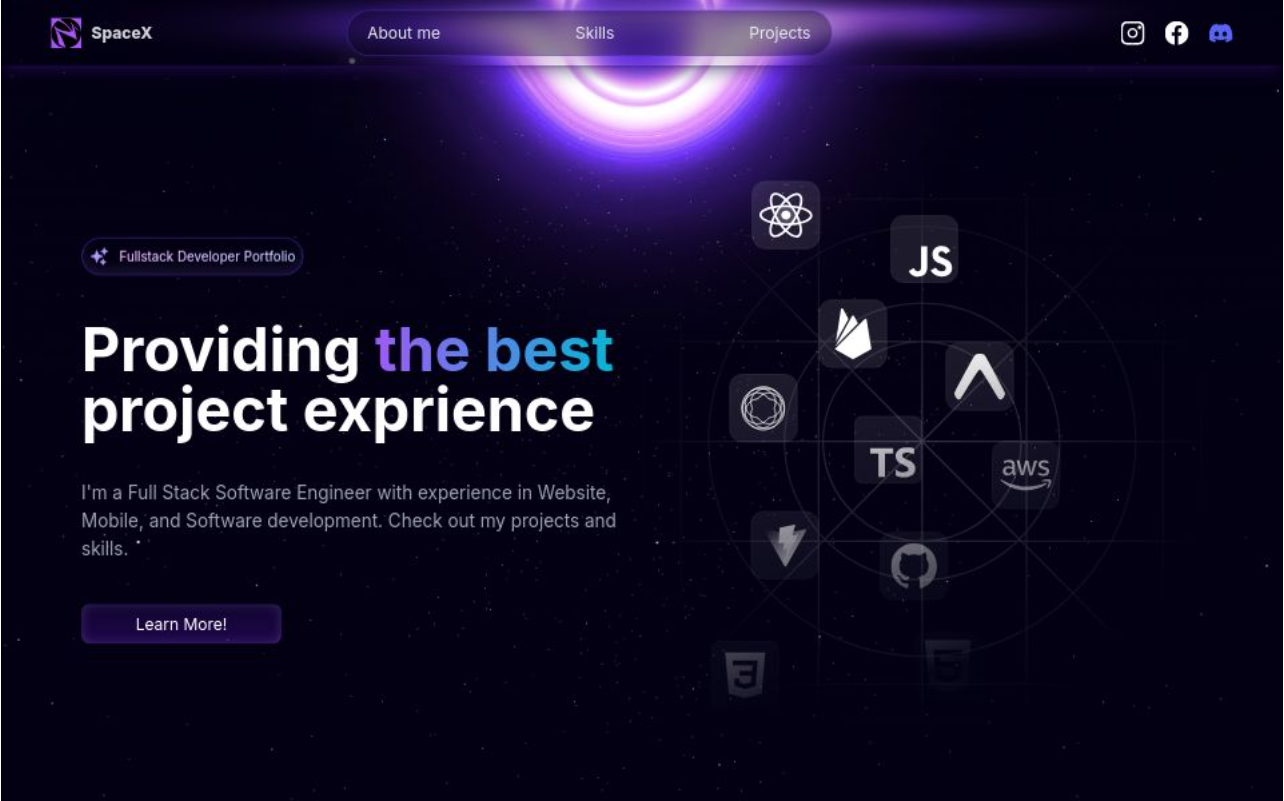 SpaceX
About me
Skills
Projects
Fullstack Developer Portfolio
Providing the best
project exprience
I'm a Full Stack Software Engineer with experience in Website,
Mobile, and Software development. Check out my projects and
skills.
Learn More!
JS
TS
aws
3